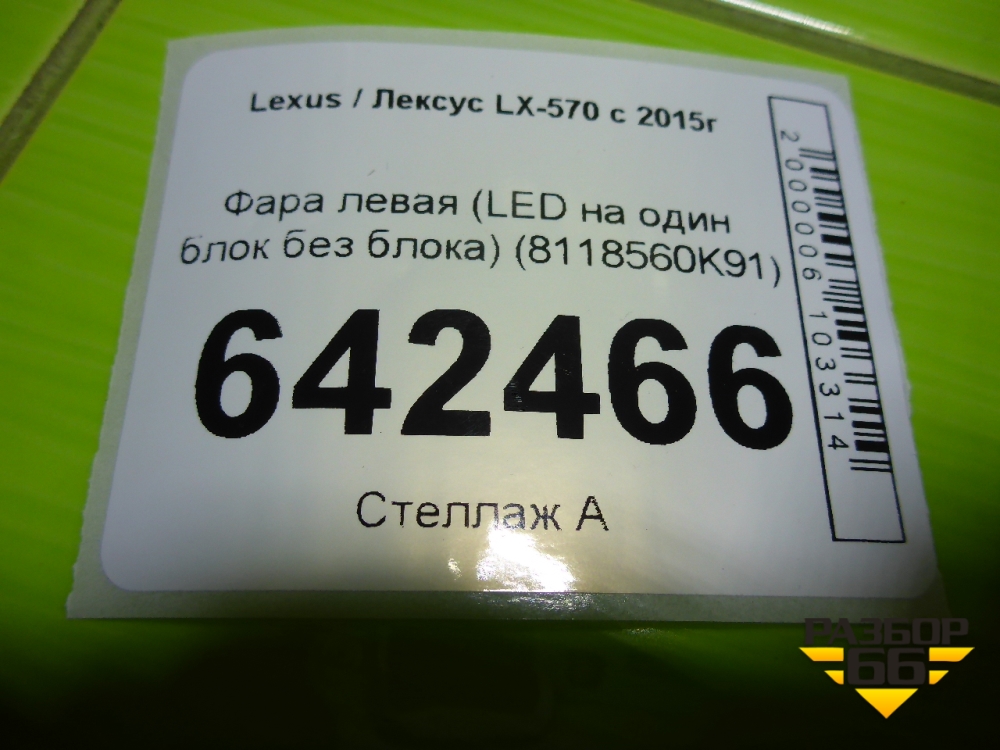 Lexus / Лексус LX-570 с 2015г
Фара левая (LED на один
блок без блока) (8118560K91)
642466
Стеллаж А
2000006103314
РАЗБОР
66